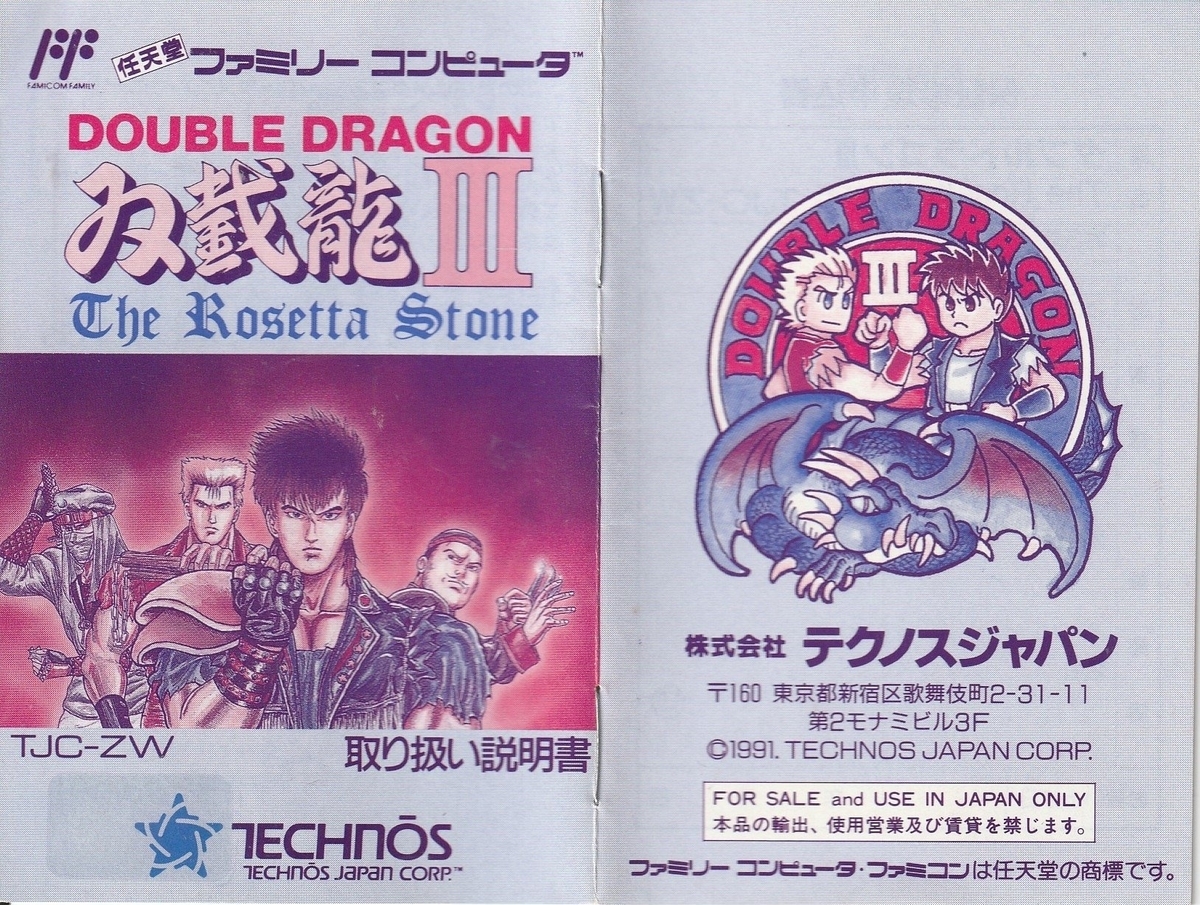 FAMICOM FAMILY
任天堂 ファミリー コンピュータ™
DOUBLE DRAGON
双截龍 III
The Rosetta Stone
TJC-ZW
取り扱い説明書
TECHNŌS
TECHNŌS JAPAN CORP.™
DOUBLE DRAGON
III
株式会社 テクノスジャパン
〒160 東京都新宿区歌舞伎町2-31-11
第2モナミビル3F
©1991. TECHNOS JAPAN CORP.
FOR SALE and USE IN JAPAN ONLY
本品の輸出、使用営業及び賃貸を禁じます。
ファミリー コンピュータ・ファミコンは任天堂の商標です。